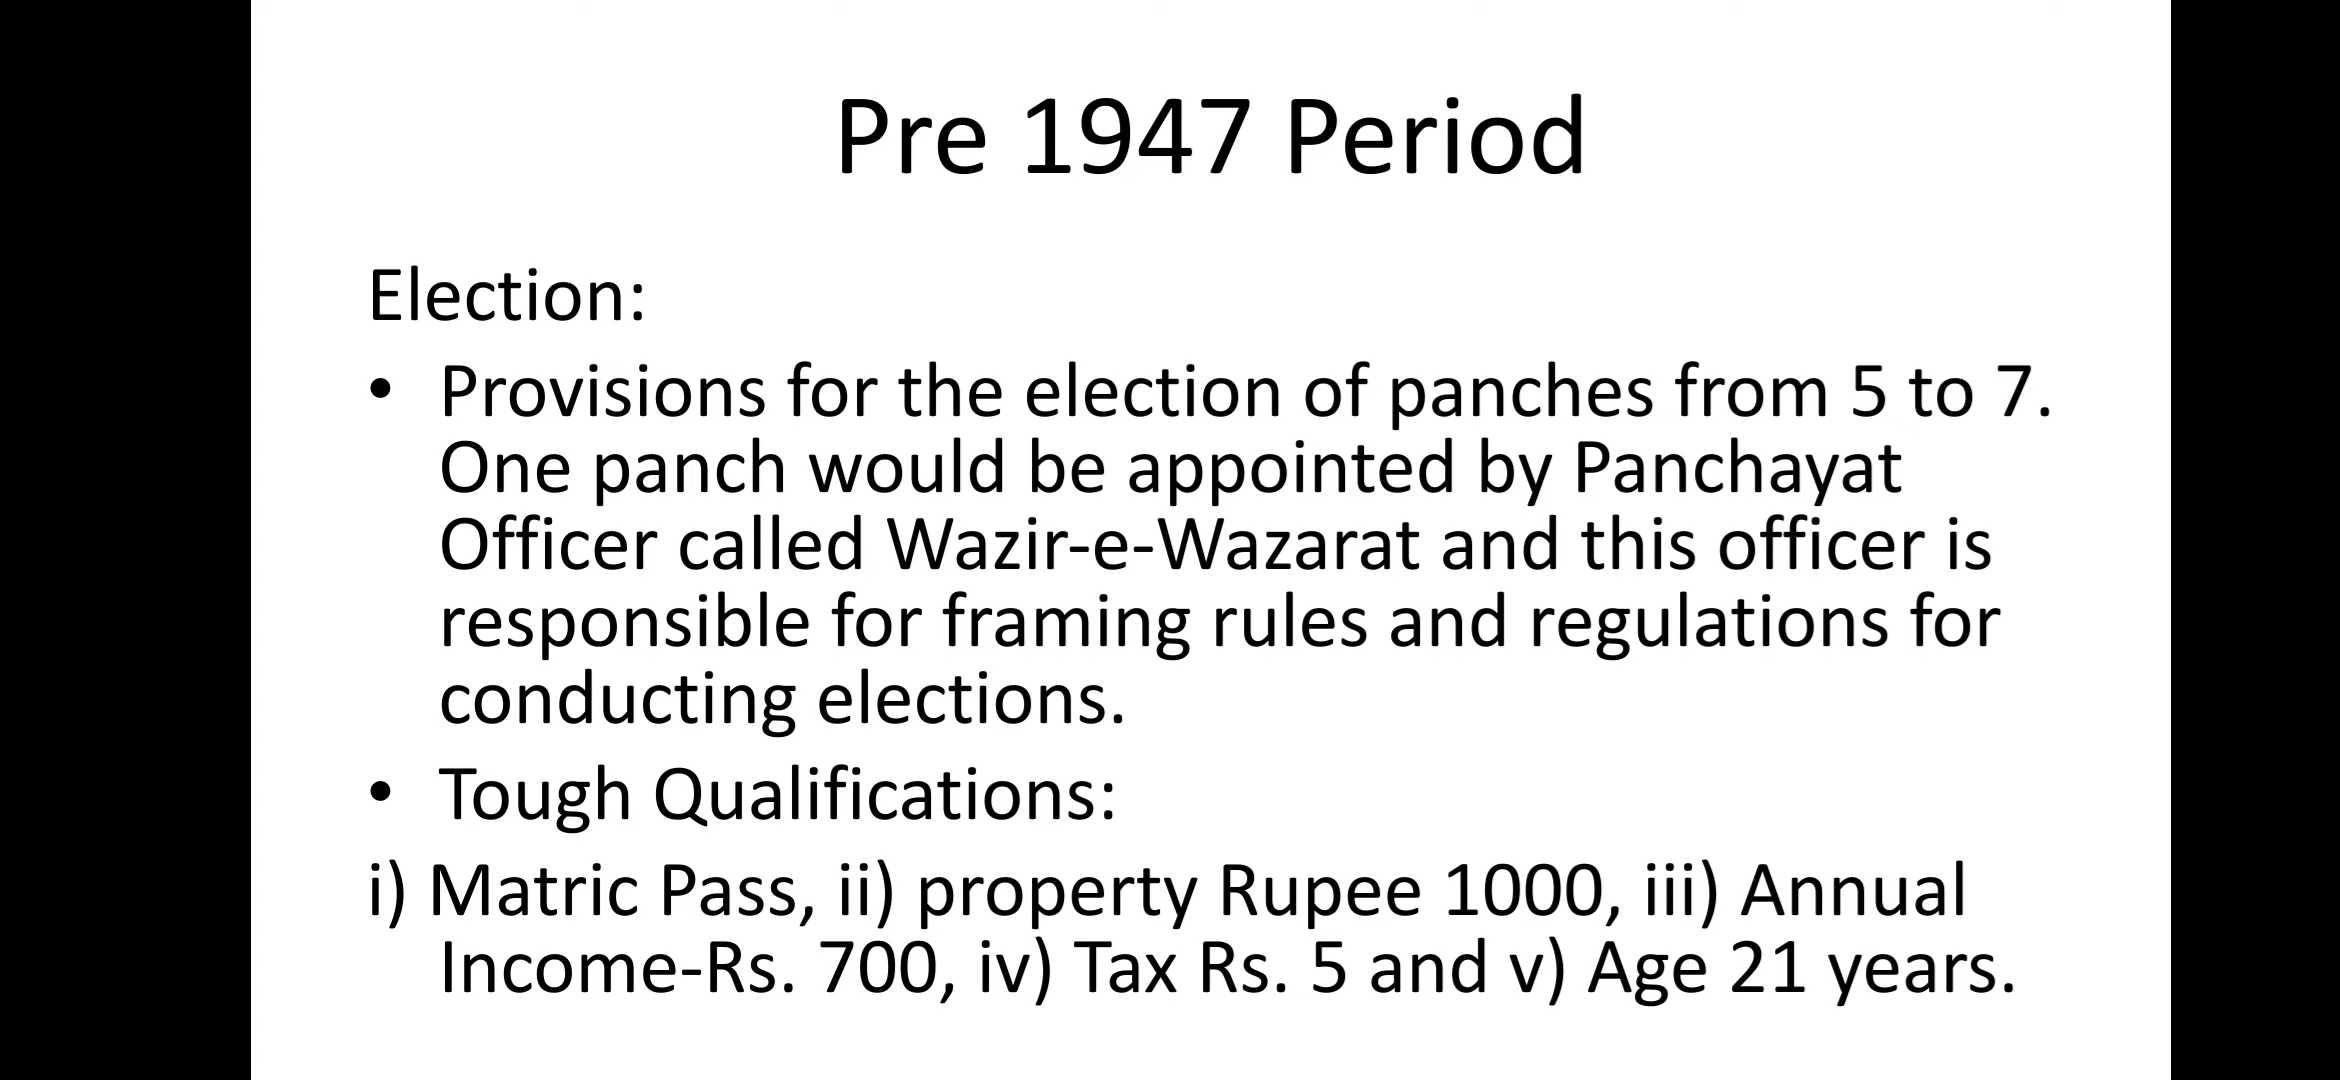 Pre 1947 Period
Election:
• Provisions for the election of panches from 5 to 7.
One panch would be appointed by Panchayat
Officer called Wazir-e-Wazarat and this officer is
responsible for framing rules and regulations for
conducting elections.
• Tough Qualifications:
i) Matric Pass, ii) property Rupee 1000, iii) Annual
Income-Rs. 700, iv) Tax Rs. 5 and v) Age 21 years.